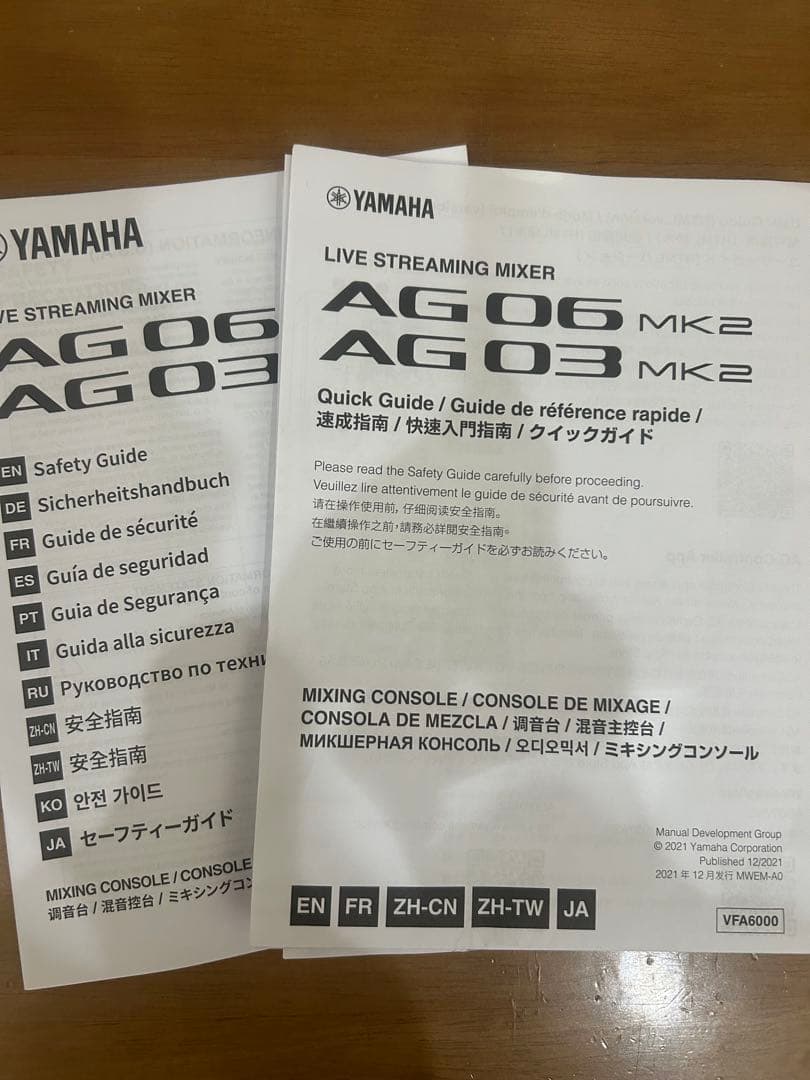 YAMAHA
VE STREAMING MIXER
AG 06
AG 03
EN Safety Guide
DE Sicherheitshandbuch
FR Guide de sécurité
ES Guía de seguridad
PT Guia de Segurança
IT Guida alla sicurezza
RU Руководство по техни
ZH-CN 安全指南
ZH-TW 安全指南
KO 안전 가이드
JA セーフティーガイド
MIXING CONSOLE / CONSOLE
调音台 / 混音控台 / ミキシングコン
YAMAHA
LIVE STREAMING MIXER
AG 06 MK2
AG 03 MK2
Quick Guide / Guide de référence rapide /
速成指南 / 快速入門指南 / クイックガイド
Please read the Safety Guide carefully before proceeding.
Veuillez lire attentivement le guide de sécurité avant de poursuivre.
请在操作使用前，仔细阅读安全指南。
在繼續操作之前，請務必詳閱安全指南。
ご使用の前にセーフティーガイドを必ずお読みください。
MIXING CONSOLE / CONSOLE DE MIXAGE /
CONSOLA DE MEZCLA / 调音台 / 混音主控台 /
МИКШЕРНАЯ КОНСОЛЬ / 오디오믹서 / ミキシングコンソール
Manual Development Group
© 2021 Yamaha Corporation
Published 12/2021
2021 年 12 月发行 MWEM-A0
EN FR ZH-CN ZH-TW JA
VFA6000